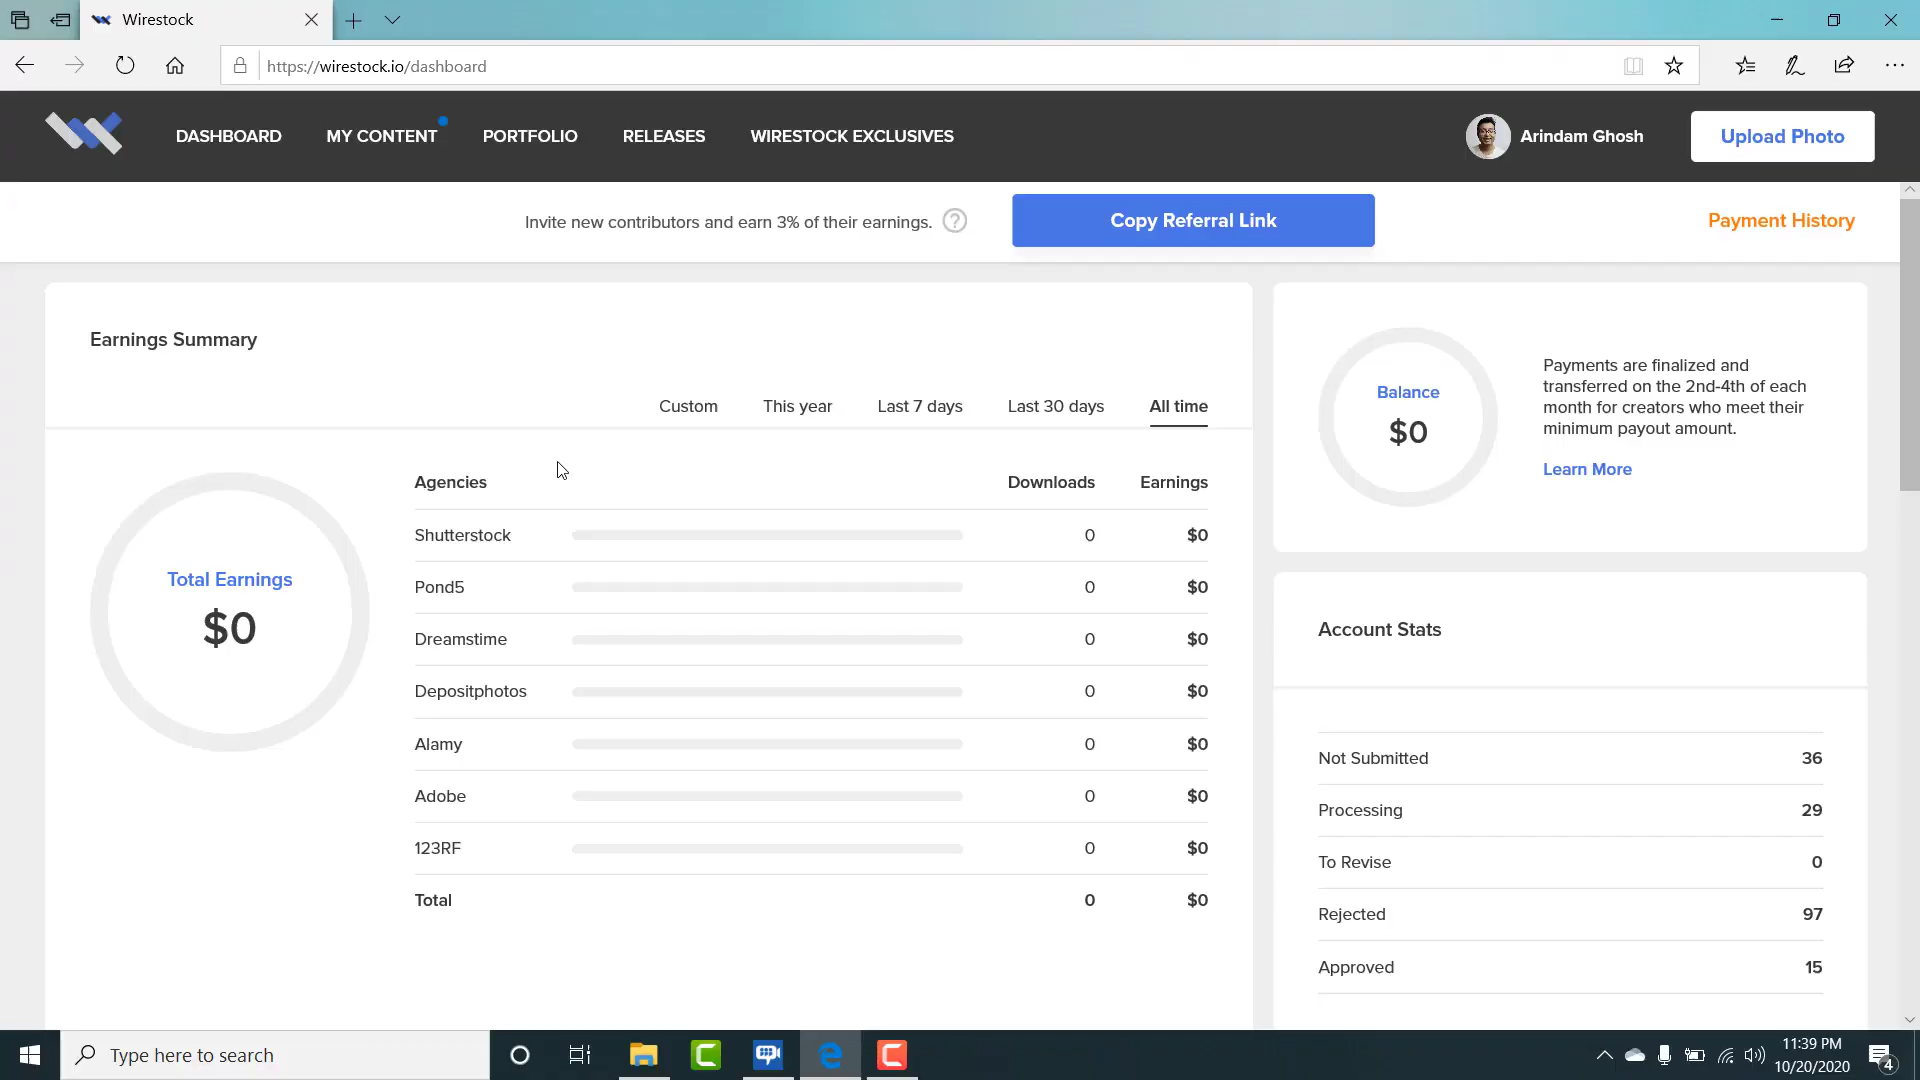 Wirestock
https://wirestock.io/dashboard
DASHBOARD
MY CONTENT
PORTFOLIO
RELEASES
WIRESTOCK EXCLUSIVES
Arindam Ghosh
Upload Photo
Invite new contributors and earn 3% of their earnings. ?
Copy Referral Link
Payment History
Earnings Summary
Custom This year Last 7 days Last 30 days All time
Total Earnings
$0
Agencies Downloads Earnings
Shutterstock 0 $0
Pond5 0 $0
Dreamstime 0 $0
Depositphotos 0 $0
Alamy 0 $0
Adobe 0 $0
123RF 0 $0
Total 0 $0
Balance
$0
Payments are finalized and
transferred on the 2nd-4th of each
month for creators who meet their
minimum payout amount.
Learn More
Account Stats
Not Submitted 36
Processing 29
To Revise 0
Rejected 97
Approved 15
Type here to search
11:39 PM
10/20/2020
4